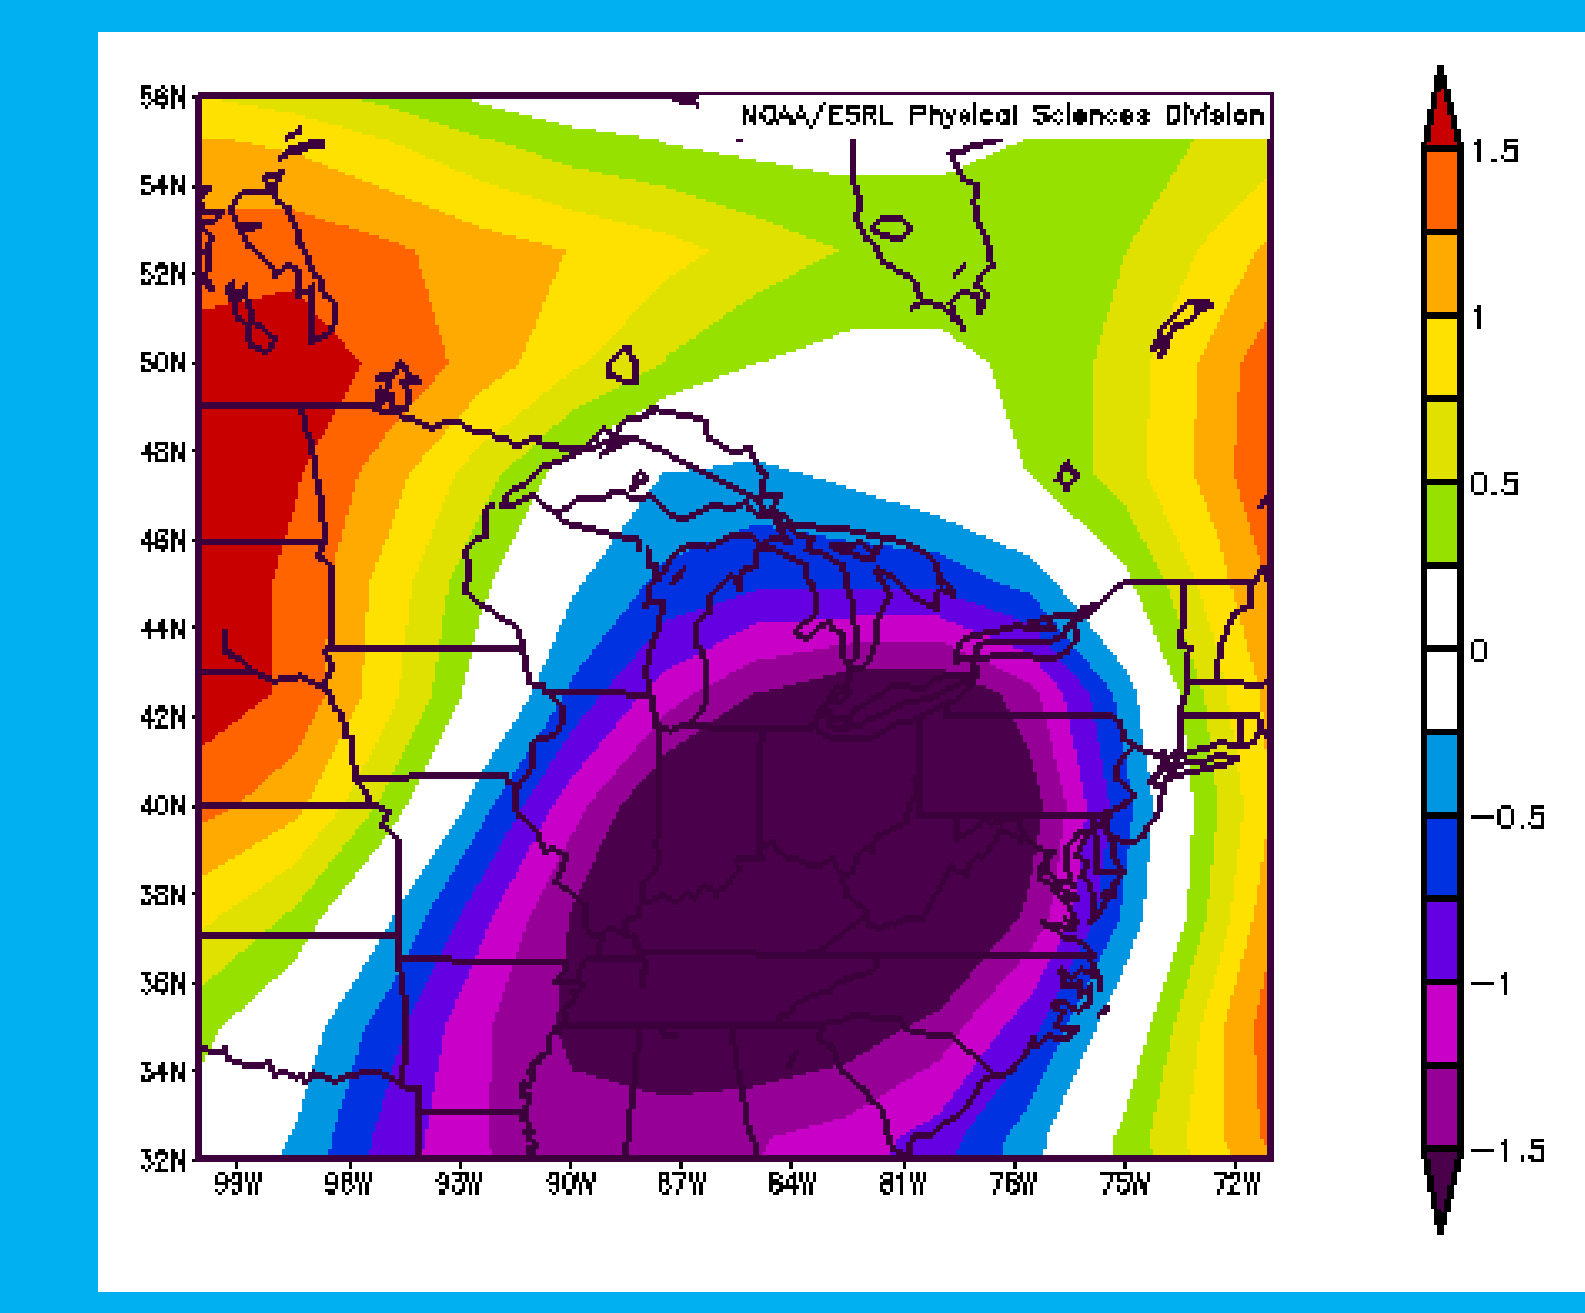 NOAA/ESRL Physical Sciences Division
56N
54N
52N
50N
48N
46N
44N
42N
40N
38N
36N
34N
32N
99W
96W
93W
90W
87W
84W
81W
78W
75W
72W
1.5
1
0.5
0
−0.5
−1
−1.5